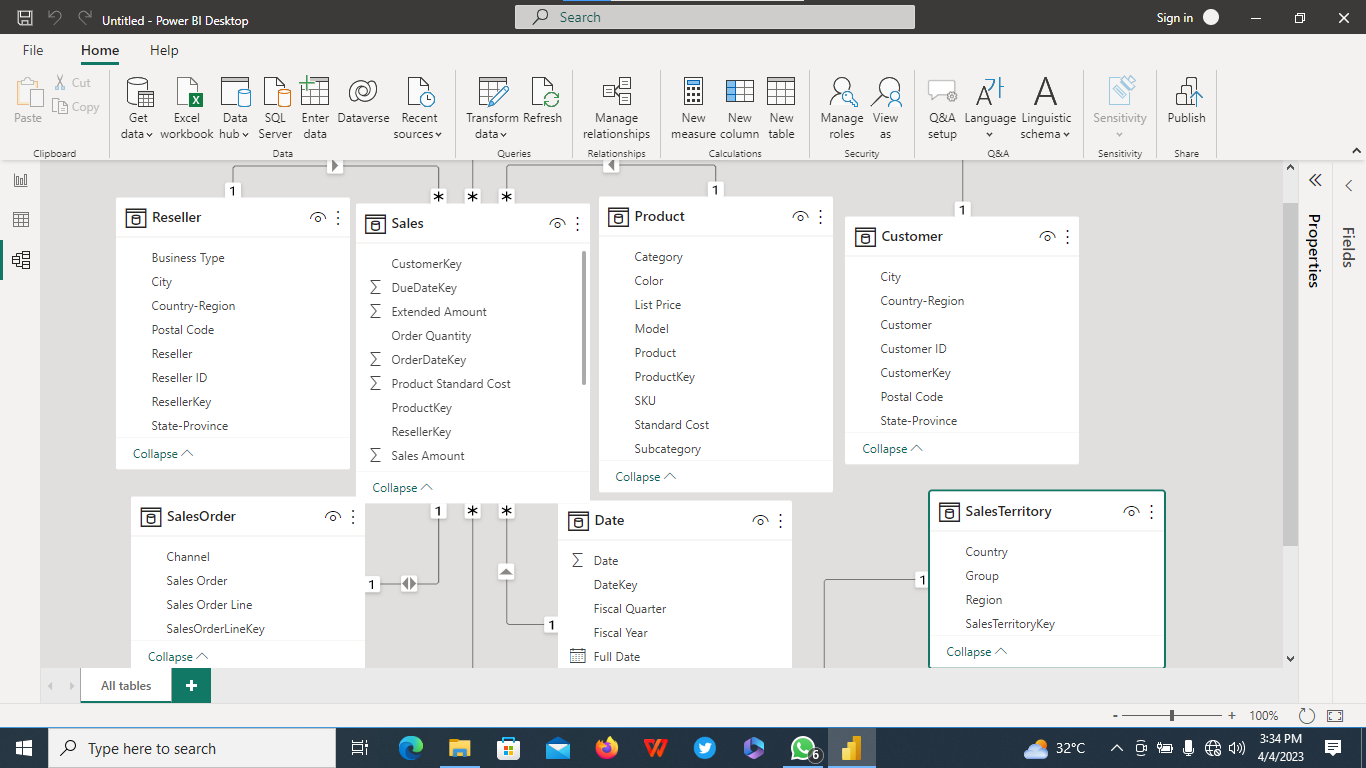 Untitled - Power BI Desktop
Search
Sign in
File
Home
Help
Paste
Cut
Copy
Clipboard
Get data
Excel workbook
Data hub
SQL Server
Enter data
Dataverse
Recent sources
Data
Transform data
Refresh
Queries
Manage relationships
Relationships
New measure
New column
New table
Calculations
Manage roles
View as
Security
Q&A setup
Language
Linguistic schema
Q&A
Sensitivity
Sensitivity
Publish
Share
1
*
*
*
1
1
Reseller
Business Type
City
Country-Region
Postal Code
Reseller
Reseller ID
ResellerKey
State-Province
Collapse
Sales
CustomerKey
∑ DueDateKey
∑ Extended Amount
Order Quantity
∑ OrderDateKey
∑ Product Standard Cost
ProductKey
ResellerKey
∑ Sales Amount
Collapse
Product
Category
Color
List Price
Model
Product
ProductKey
SKU
Standard Cost
Subcategory
Collapse
Customer
City
Country-Region
Customer
Customer ID
CustomerKey
Postal Code
State-Province
Collapse
Properties
Fields
1
*
*
SalesOrder
Channel
Sales Order
Sales Order Line
SalesOrderLineKey
Collapse
1
1
Date
∑ Date
DateKey
Fiscal Quarter
Fiscal Year
Full Date
1
SalesTerritory
Country
Group
Region
SalesTerritoryKey
Collapse
All tables
+
- + 100%
Type here to search
6
32°C
3:34 PM
4/4/2023